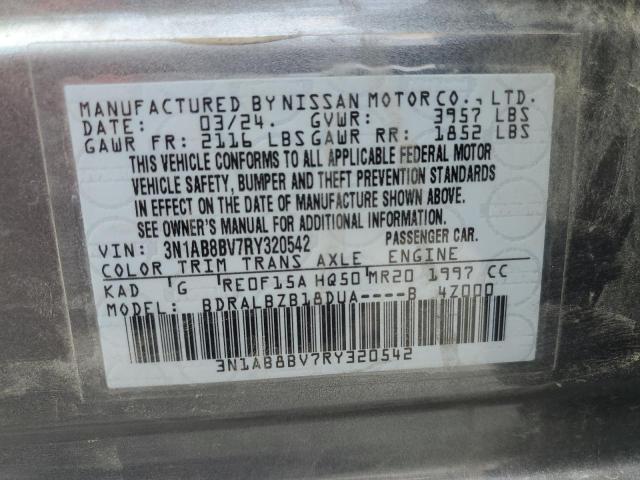 MANUFACTURED BY NISSAN MOTOR CO., LTD.
DATE: 03/24. GVWR: 3957 LBS
GAWR FR: 2116 LBS GAWR RR: 1852 LBS
THIS VEHICLE CONFORMS TO ALL APPLICABLE FEDERAL MOTOR
VEHICLE SAFETY, BUMPER AND THEFT PREVENTION STANDARDS
IN EFFECT ON THE DATE OF MANUFACTURE SHOWN ABOVE.
SEE OWNER'S MANUAL FOR ADDITIONAL INFORMATION.
VIN: 3N1AB8BV7RY320542 PASSENGER CAR.
COLOR TRIM TRANS AXLE ENGINE
KAD G RE0F15A HQ50 MR20 1997 CC
MODEL: BDRALBZB18DUA----B 4Z000
3N1AB8BV7RY320542